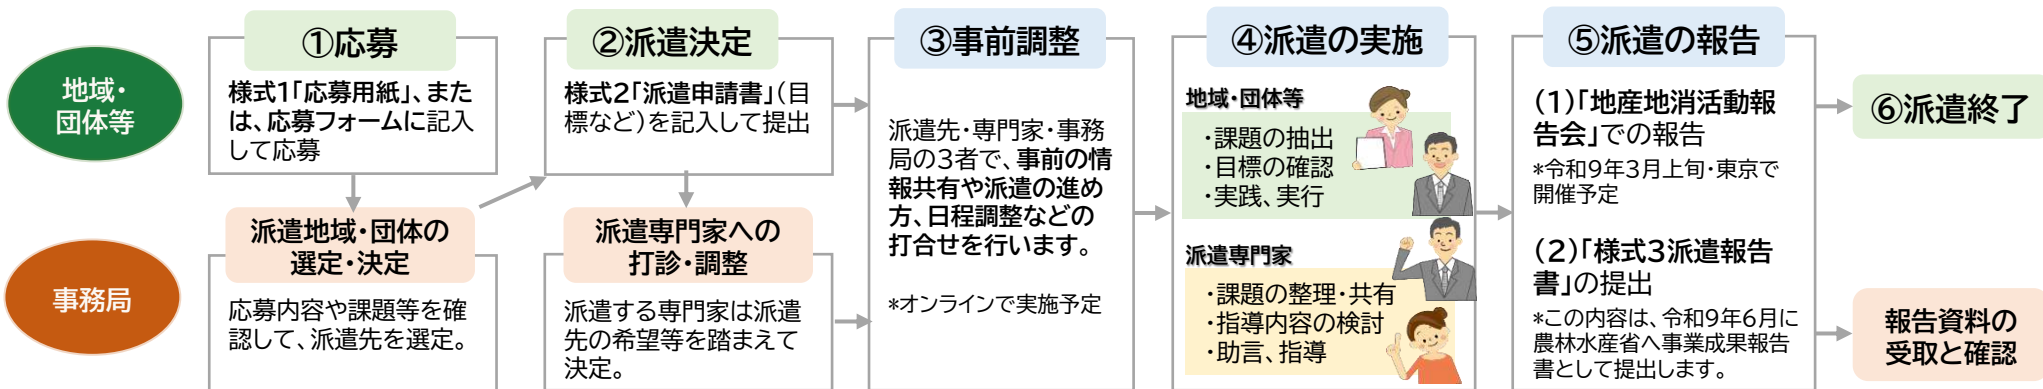 地域・
団体等
①応募
様式1「応募用紙」、また
は、応募フォームに記入
して応募
派遣地域・団体の
選定・決定
応募内容や課題等を確
認して、派遣先を選定。
事務局
②派遣決定
様式2「派遣申請書」（目
標など）を記入して提出
派遣専門家への
打診・調整
派遣する専門家は派遣
先の希望等を踏まえて
決定。
③事前調整
派遣先・専門家・事務
局の3者で、事前の情
報共有や派遣の進め
方、日程調整などの
打合せを行います。
*オンラインで実施予定
④派遣の実施
地域・団体等
・課題の抽出
・目標の確認
・実践、実行
派遣専門家
・課題の整理・共有
・指導内容の検討
・助言、指導
⑤派遣の報告
(1)「地産地消活動報
告会」での報告
*令和9年3月上旬・東京で
開催予定
(2)「様式3派遣報告
書」の提出
*この内容は、令和9年6月に
農林水産省へ事業成果報告
書として提出します。
⑥派遣終了
報告資料の
受取と確認